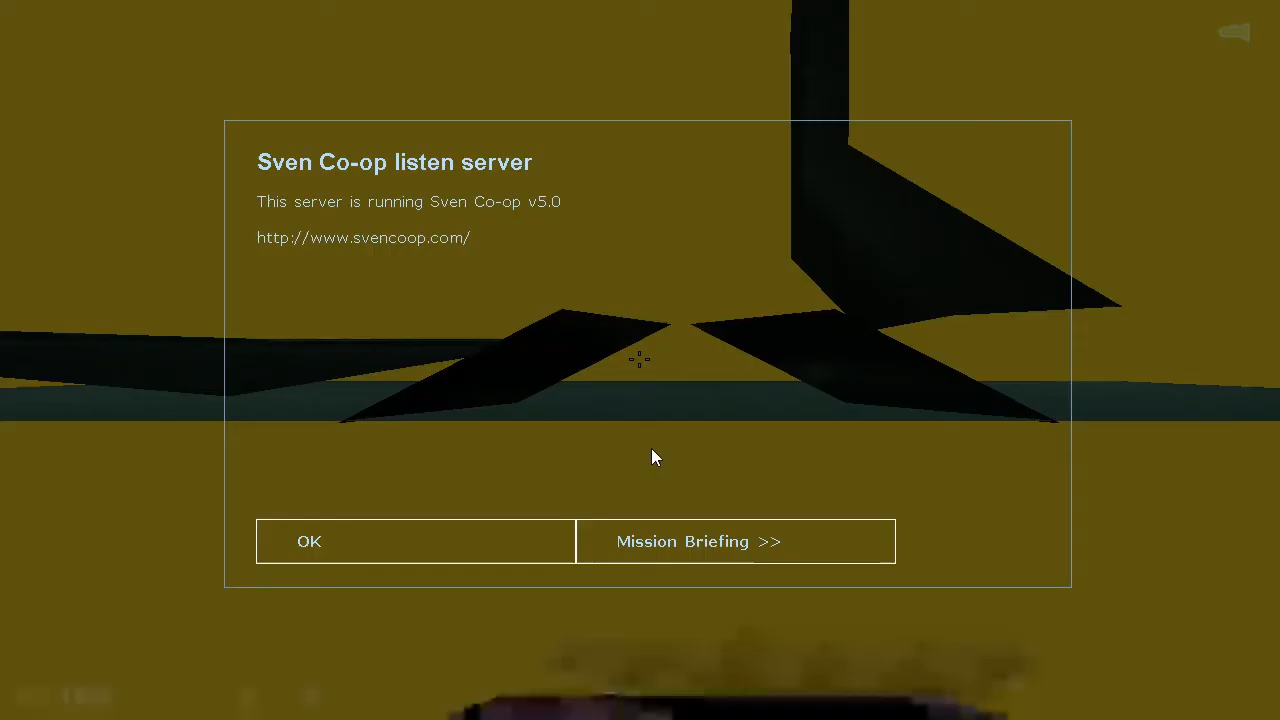 Sven Co-op listen server
This server is running Sven Co-op v5.0
http://www.svencoop.com/
OK
Mission Briefing >>